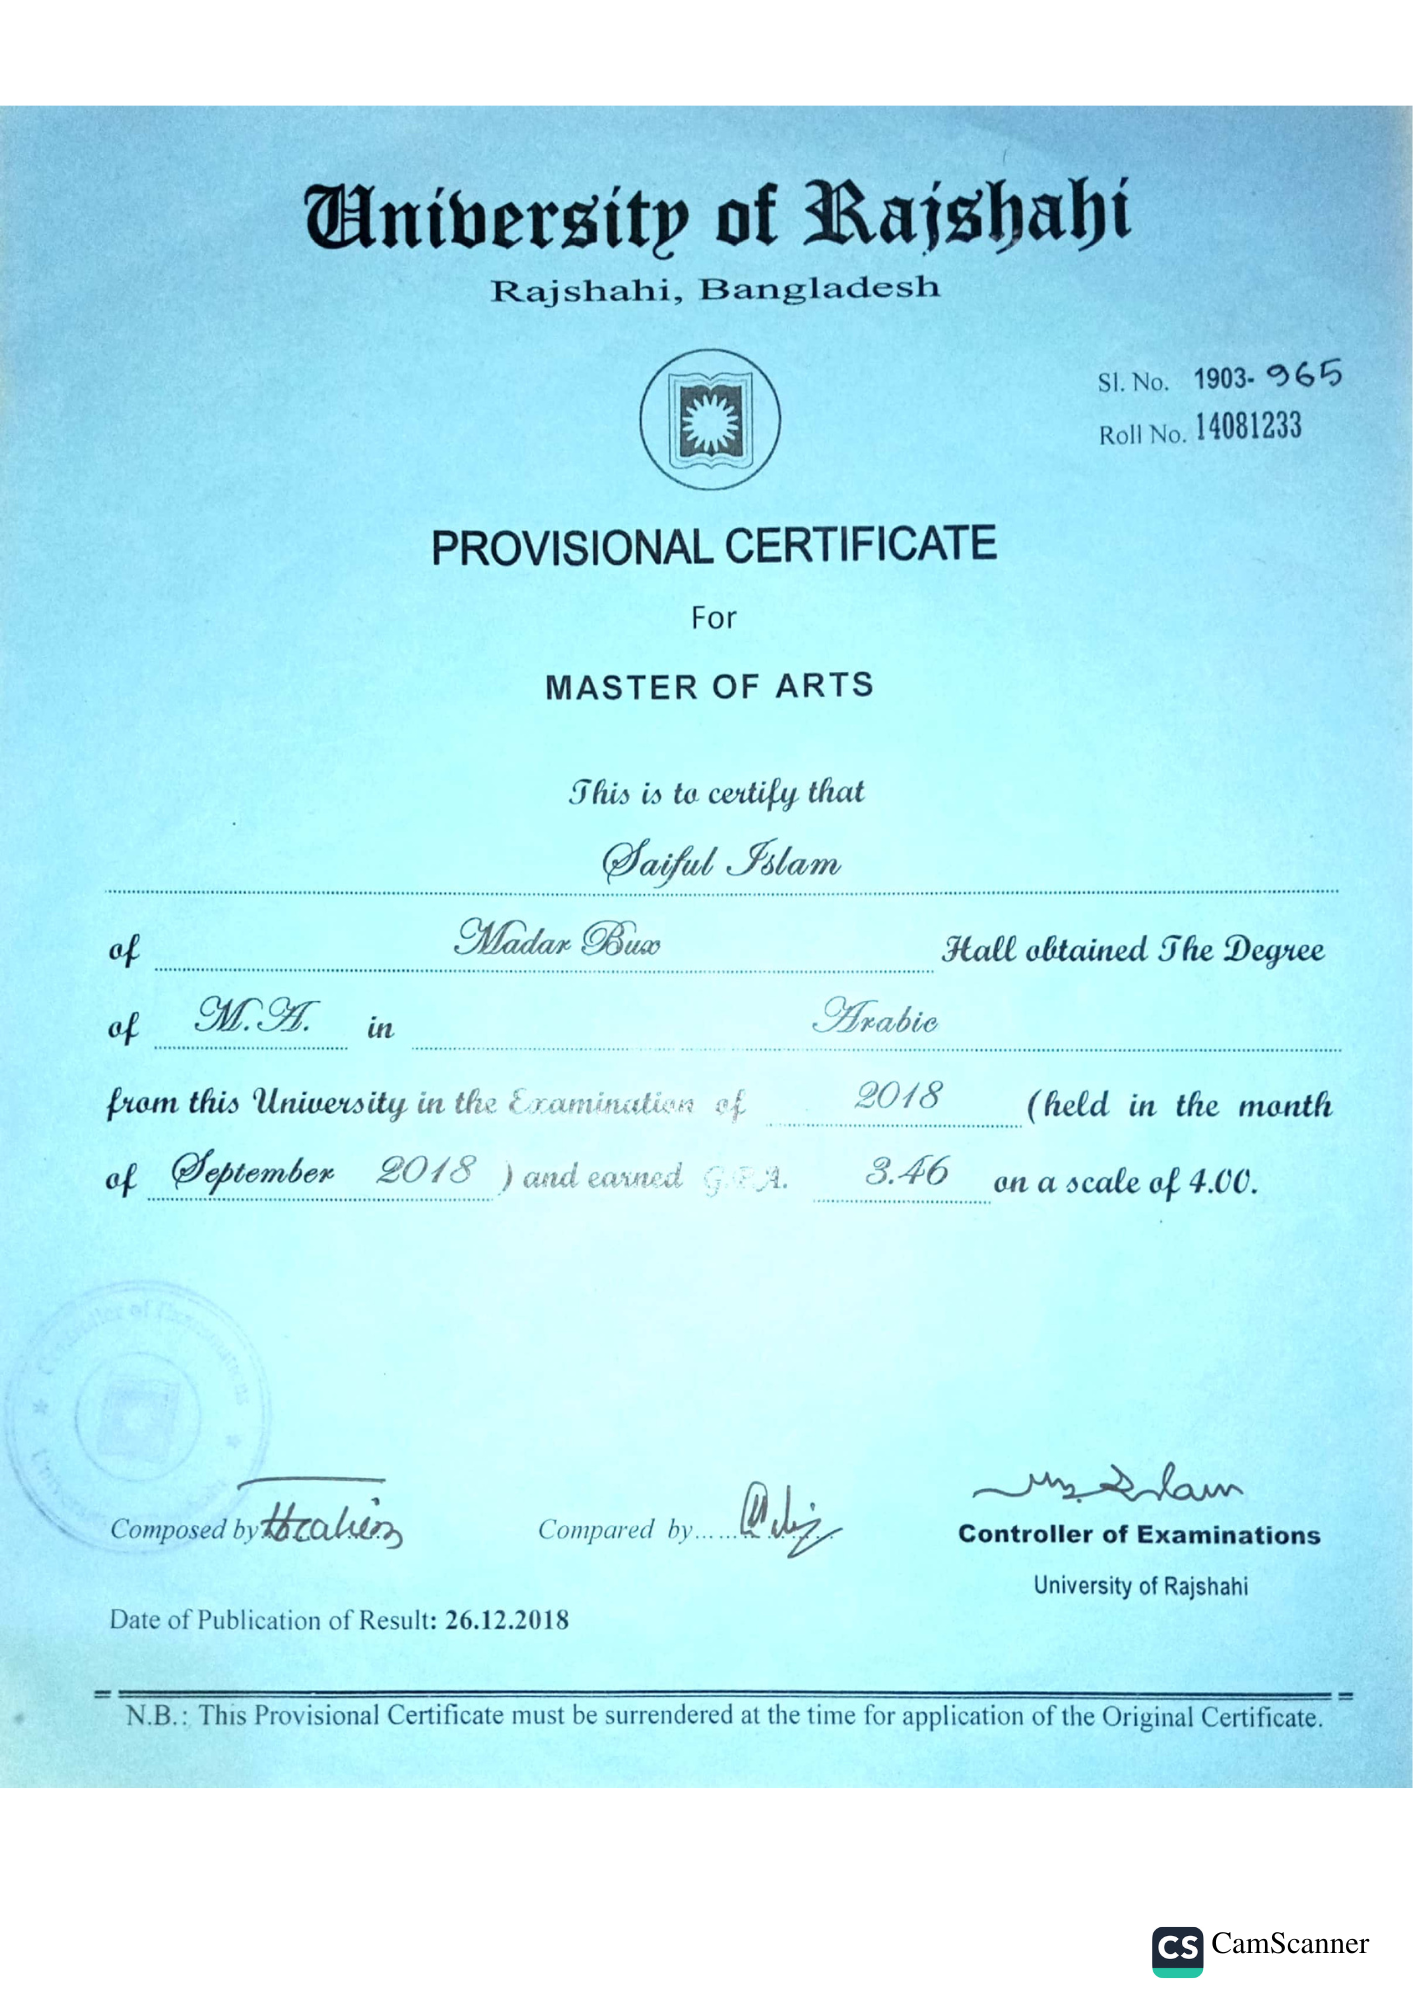 University of Rajshahi
Rajshahi, Bangladesh
Sl. No. 1903- 965
Roll No. 14081233
PROVISIONAL CERTIFICATE
For
MASTER OF ARTS
This is to certify that
Saiful Islam
of Madar Bux Hall obtained The Degree
of M.A. in Arabic
from this University in the Examination of 2018 (held in the month
of September 2018 ) and earned G.P.A. 3.46 on a scale of 4.00.
Controller of Examinations
Composed by
Compared by......
Controller of Examinations
University of Rajshahi
Date of Publication of Result: 26.12.2018
N.B.: This Provisional Certificate must be surrendered at the time for application of the Original Certificate.
CS CamScanner